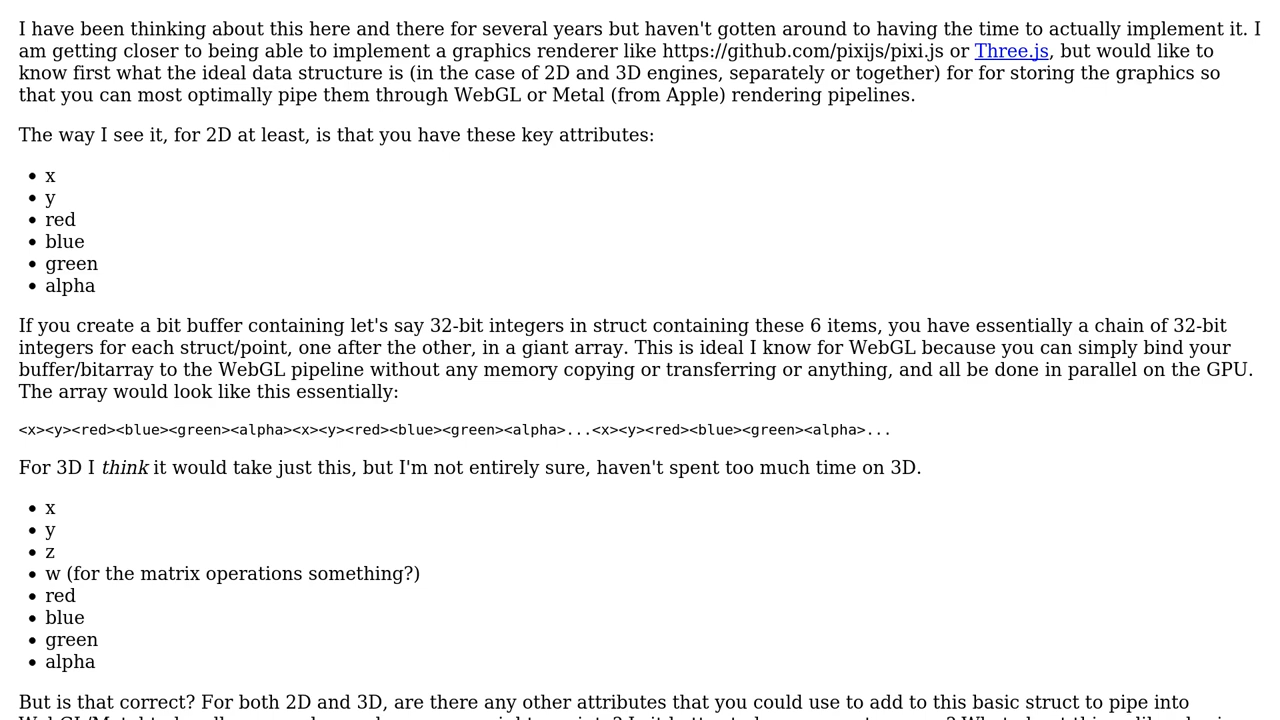 I have been thinking about this here and there for several years but haven't gotten around to having the time to actually implement it. I
am getting closer to being able to implement a graphics renderer like https://github.com/pixijs/pixi.js or Three.js, but would like to
know first what the ideal data structure is (in the case of 2D and 3D engines, separately or together) for for storing the graphics so
that you can most optimally pipe them through WebGL or Metal (from Apple) rendering pipelines.
The way I see it, for 2D at least, is that you have these key attributes:
• x
• y
• red
• blue
• green
• alpha
If you create a bit buffer containing let's say 32-bit integers in struct containing these 6 items, you have essentially a chain of 32-bit
integers for each struct/point, one after the other, in a giant array. This is ideal I know for WebGL because you can simply bind your
buffer/bitarray to the WebGL pipeline without any memory copying or transferring or anything, and all be done in parallel on the GPU.
The array would look like this essentially:
<x><y><red><blue><green><alpha><x><y><red><blue><green><alpha>...<x><y><red><blue><green><alpha>...
For 3D I think it would take just this, but I'm not entirely sure, haven't spent too much time on 3D.
• x
• y
• z
• w (for the matrix operations something?)
• red
• blue
• green
• alpha
But is that correct? For both 2D and 3D, are there any other attributes that you could use to add to this basic struct to pipe into